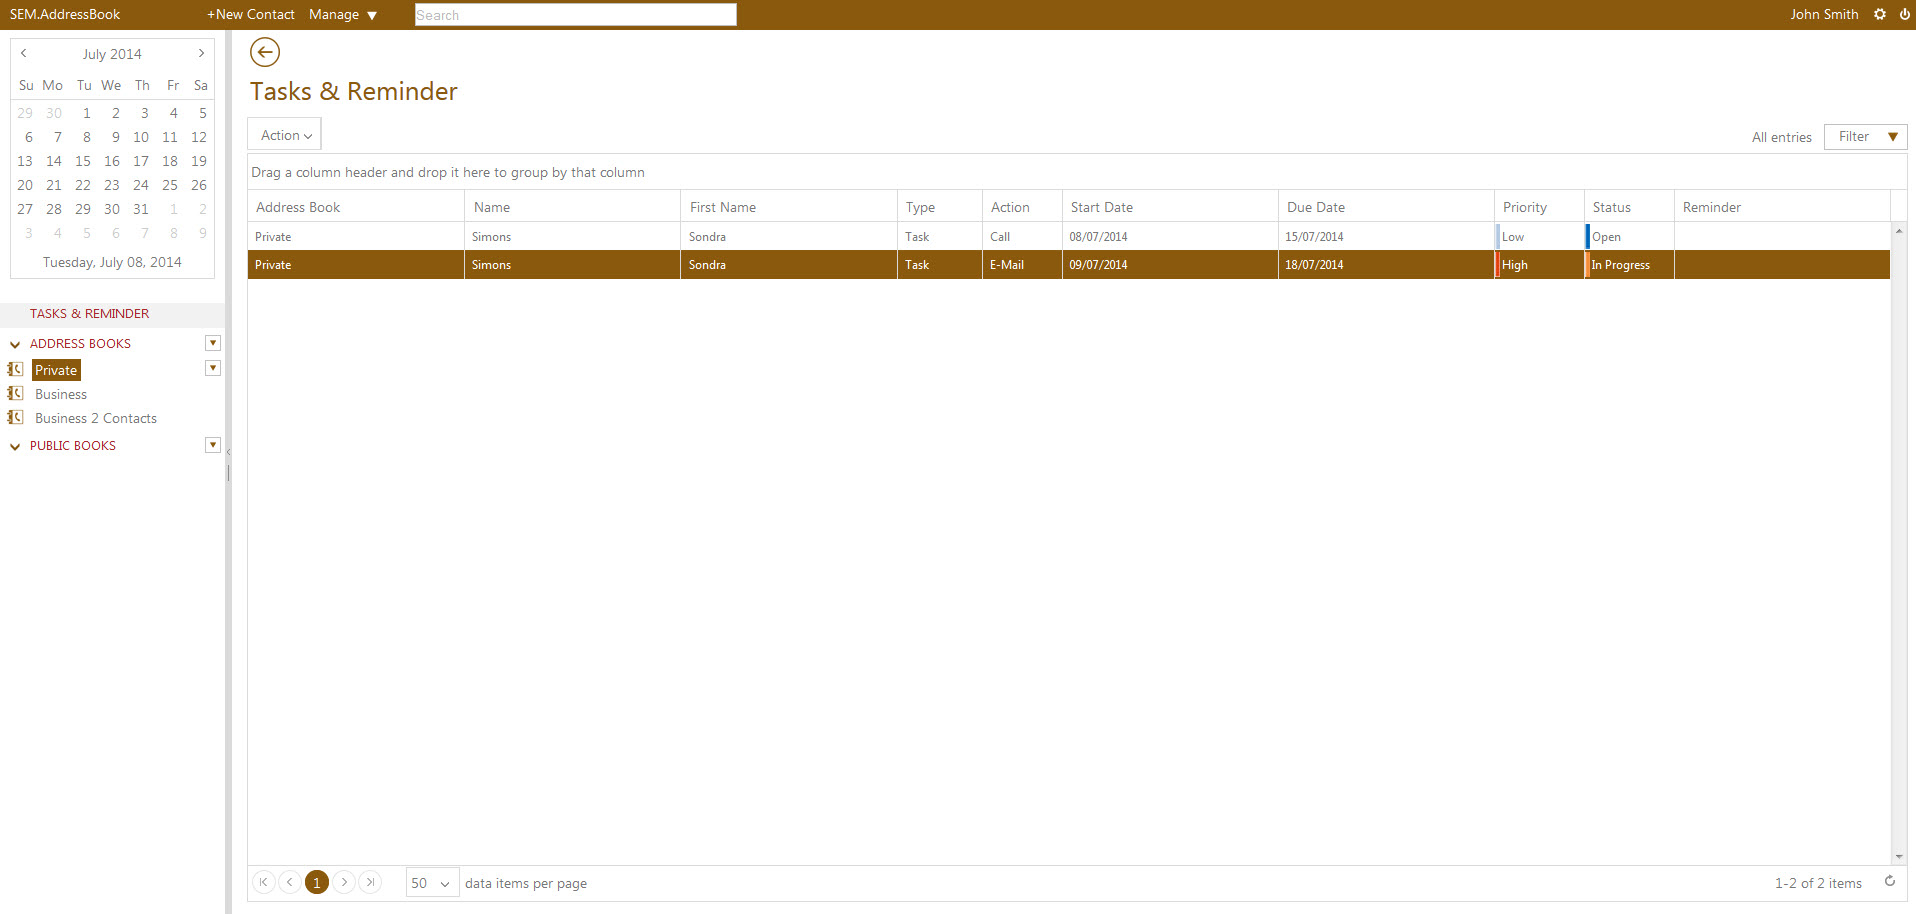 SEM.AddressBook +New Contact Manage Search John Smith
July 2014
Su Mo Tu We Th Fr Sa
29 30 1 2 3 4 5
6 7 8 9 10 11 12
13 14 15 16 17 18 19
20 21 22 23 24 25 26
27 28 29 30 31 1 2
3 4 5 6 7 8 9
Tuesday, July 08, 2014
TASKS & REMINDER
ADDRESS BOOKS
Private
Business
Business 2 Contacts
PUBLIC BOOKS
Tasks & Reminder
Action All entries Filter
Drag a column header and drop it here to group by that column
Address Book Name First Name Type Action Start Date Due Date Priority Status Reminder
Private Simons Sondra Task Call 08/07/2014 15/07/2014 Low Open
Private Simons Sondra Task E-Mail 09/07/2014 18/07/2014 High In Progress
1 50 data items per page 1-2 of 2 items